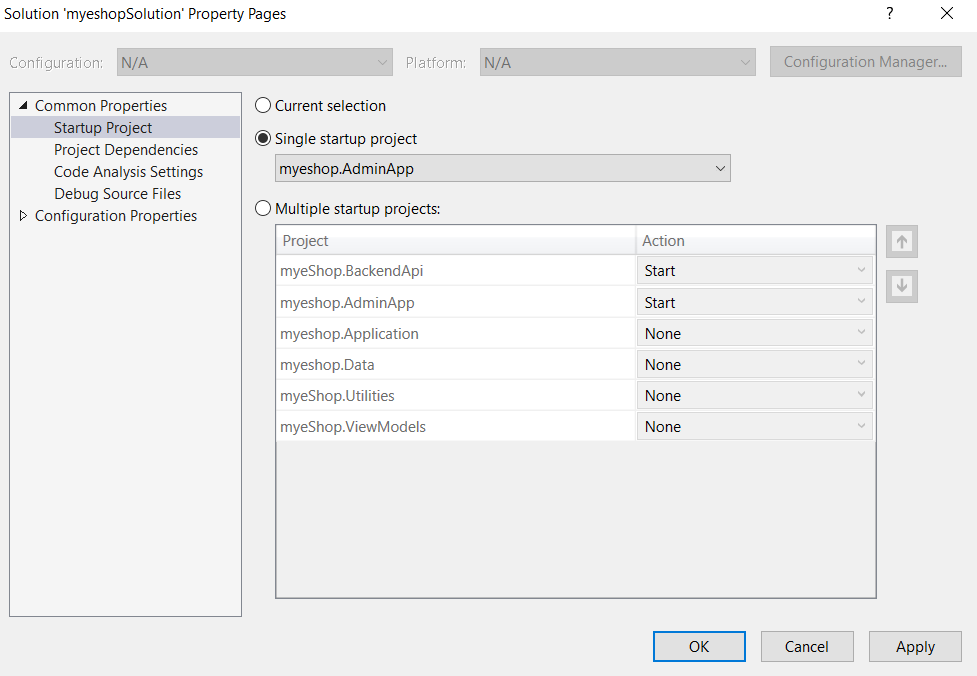 Solution 'myeshopSolution' Property Pages
?
Configuration: N/A Platform: N/A Configuration Manager...
Common Properties
Startup Project
Project Dependencies
Code Analysis Settings
Debug Source Files
Configuration Properties
Current selection
Single startup project
myeshop.AdminApp
Multiple startup projects:
Project Action
myeShop.BackendApi Start
myeshop.AdminApp Start
myeshop.Application None
myeshop.Data None
myeShop.Utilities None
myeShop.ViewModels None
OK Cancel Apply